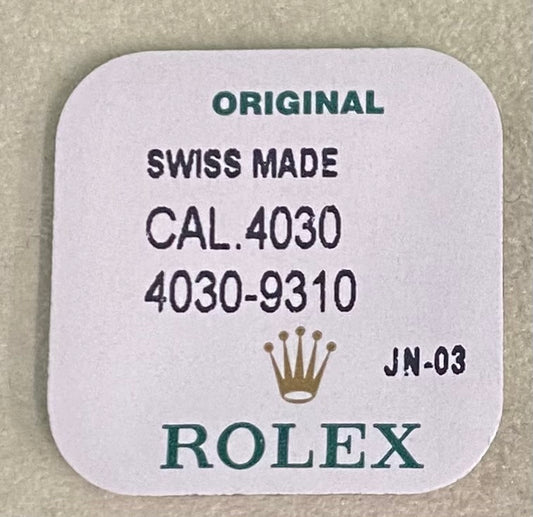 ORIGINAL
SWISS MADE
CAL.4030
4030-9310
JN-03
ROLEX